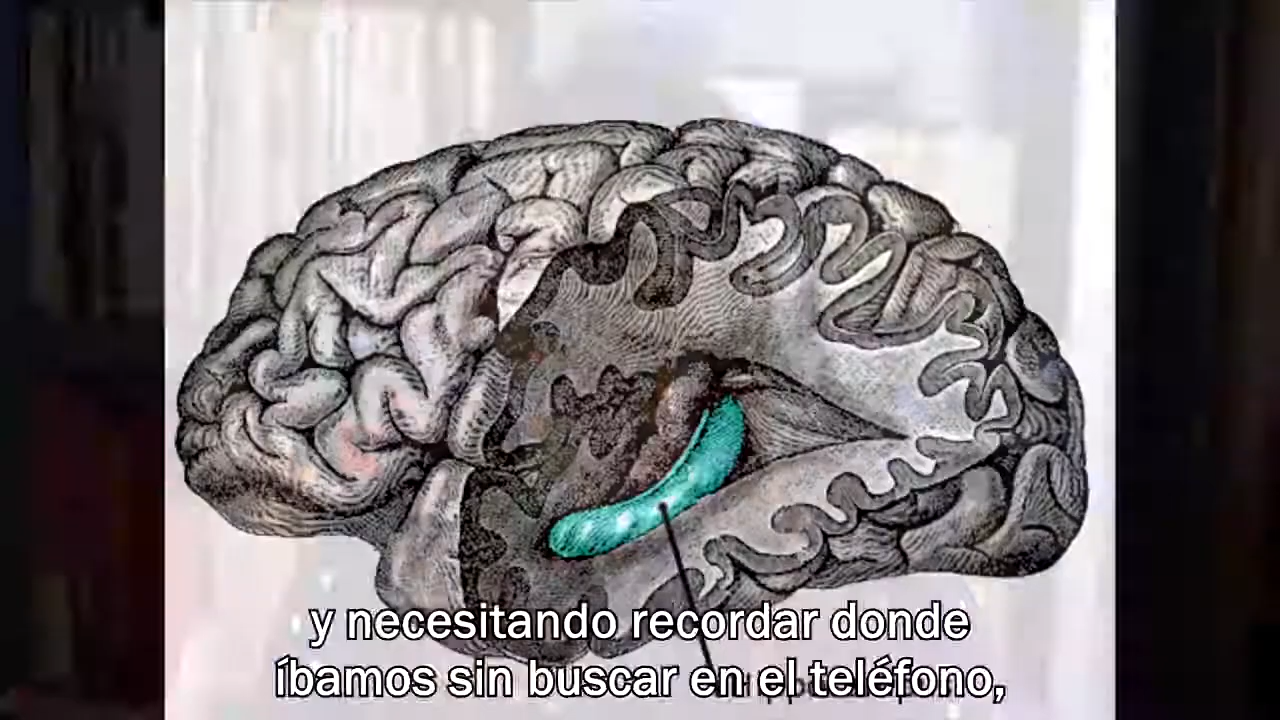 y necesitando recordar donde
íbamos sin buscar en el teléfono,